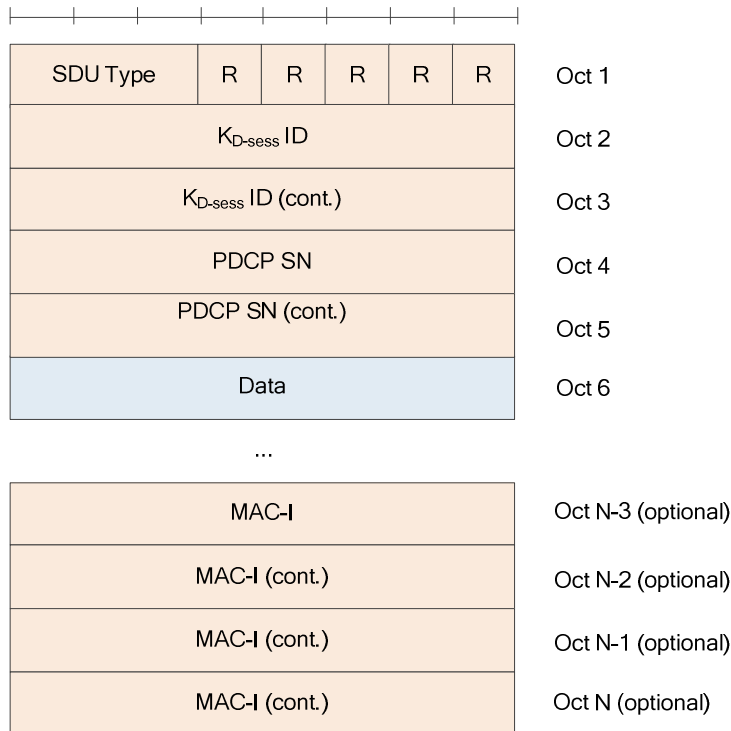 SDU Type R R R R R Oct 1
K_D-sess ID Oct 2
K_D-sess ID (cont.) Oct 3
PDCP SN Oct 4
PDCP SN (cont.) Oct 5
Data Oct 6
...
MAC-I Oct N-3 (optional)
MAC-I (cont.) Oct N-2 (optional)
MAC-I (cont.) Oct N-1 (optional)
MAC-I (cont.) Oct N (optional)